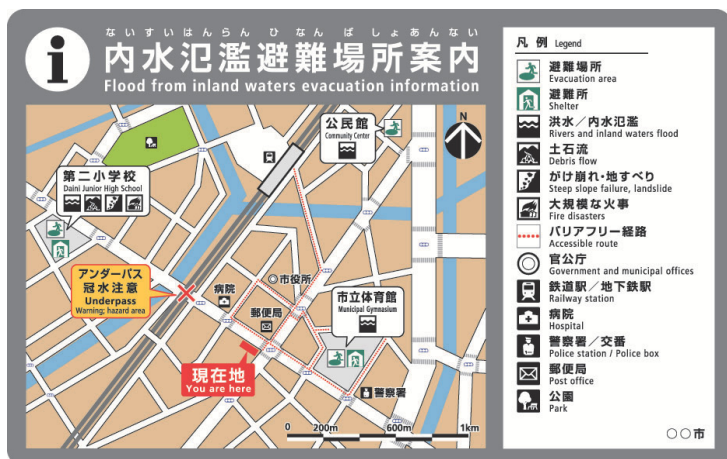 ないすいはんらん ひなん ばしょあんない
内水氾濫避難場所案内
Flood from inland waters evacuation information
公民館
Community Center
N
第二小学校
Daini Junior High School
アンダーパス
冠水注意
Underpass
Warning; hazard area
病院
市役所
郵便局
市立体育館
Municipal Gymnasium
現在地
You are here
警察署
0 200m 600m 1km
凡例 Legend
避難場所
Evacuation area
避難所
Shelter
洪水/内水氾濫
Rivers and inland waters flood
土石流
Debris flow
がけ崩れ・地すべり
Steep slope failure, landslide
大規模な火事
Fire disasters
バリアフリー経路
Accessible route
官公庁
Government and municipal offices
鉄道駅/地下鉄駅
Railway station
病院
Hospital
警察署/交番
Police station / Police box
郵便局
Post office
公園
Park
○○市